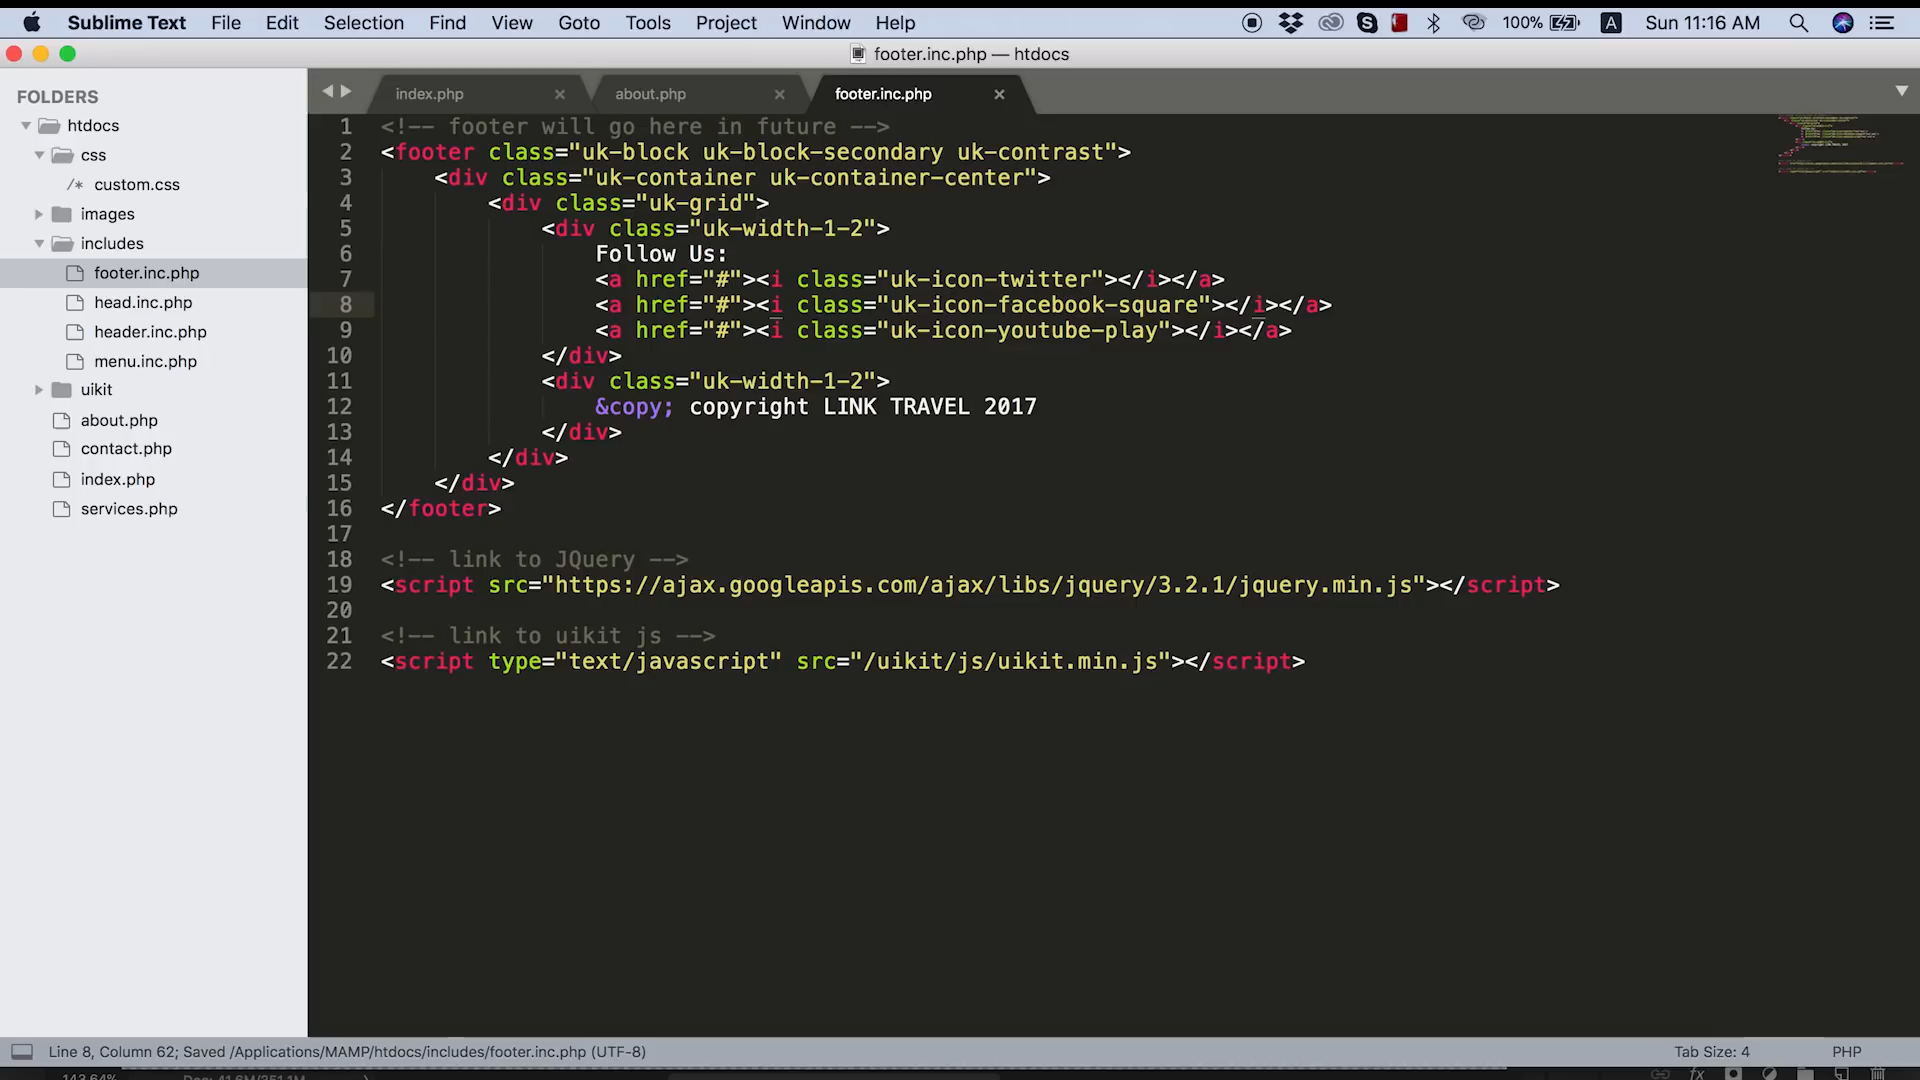 Sublime Text File Edit Selection Find View Goto Tools Project Window Help 100% A Sun 11:16 AM
footer.inc.php — htdocs
FOLDERS
htdocs
css
/* custom.css
images
includes
footer.inc.php
head.inc.php
header.inc.php
menu.inc.php
uikit
about.php
contact.php
index.php
services.php
index.php × about.php × footer.inc.php ×
1 <!-- footer will go here in future -->
2 <footer class="uk-block uk-block-secondary uk-contrast">
3 <div class="uk-container uk-container-center">
4 <div class="uk-grid">
5 <div class="uk-width-1-2">
6 Follow Us:
7 <a href="#"><i class="uk-icon-twitter"></i></a>
8 <a href="#"><i class="uk-icon-facebook-square"></i></a>
9 <a href="#"><i class="uk-icon-youtube-play"></i></a>
10 </div>
11 <div class="uk-width-1-2">
12 &copy; copyright LINK TRAVEL 2017
13 </div>
14 </div>
15 </div>
16 </footer>
17
18 <!-- link to JQuery -->
19 <script src="https://ajax.googleapis.com/ajax/libs/jquery/3.2.1/jquery.min.js"></script>
20
21 <!-- link to uikit js -->
22 <script type="text/javascript" src="/uikit/js/uikit.min.js"></script>
Line 8, Column 62; Saved /Applications/MAMP/htdocs/includes/footer.inc.php (UTF-8) Tab Size: 4 PHP